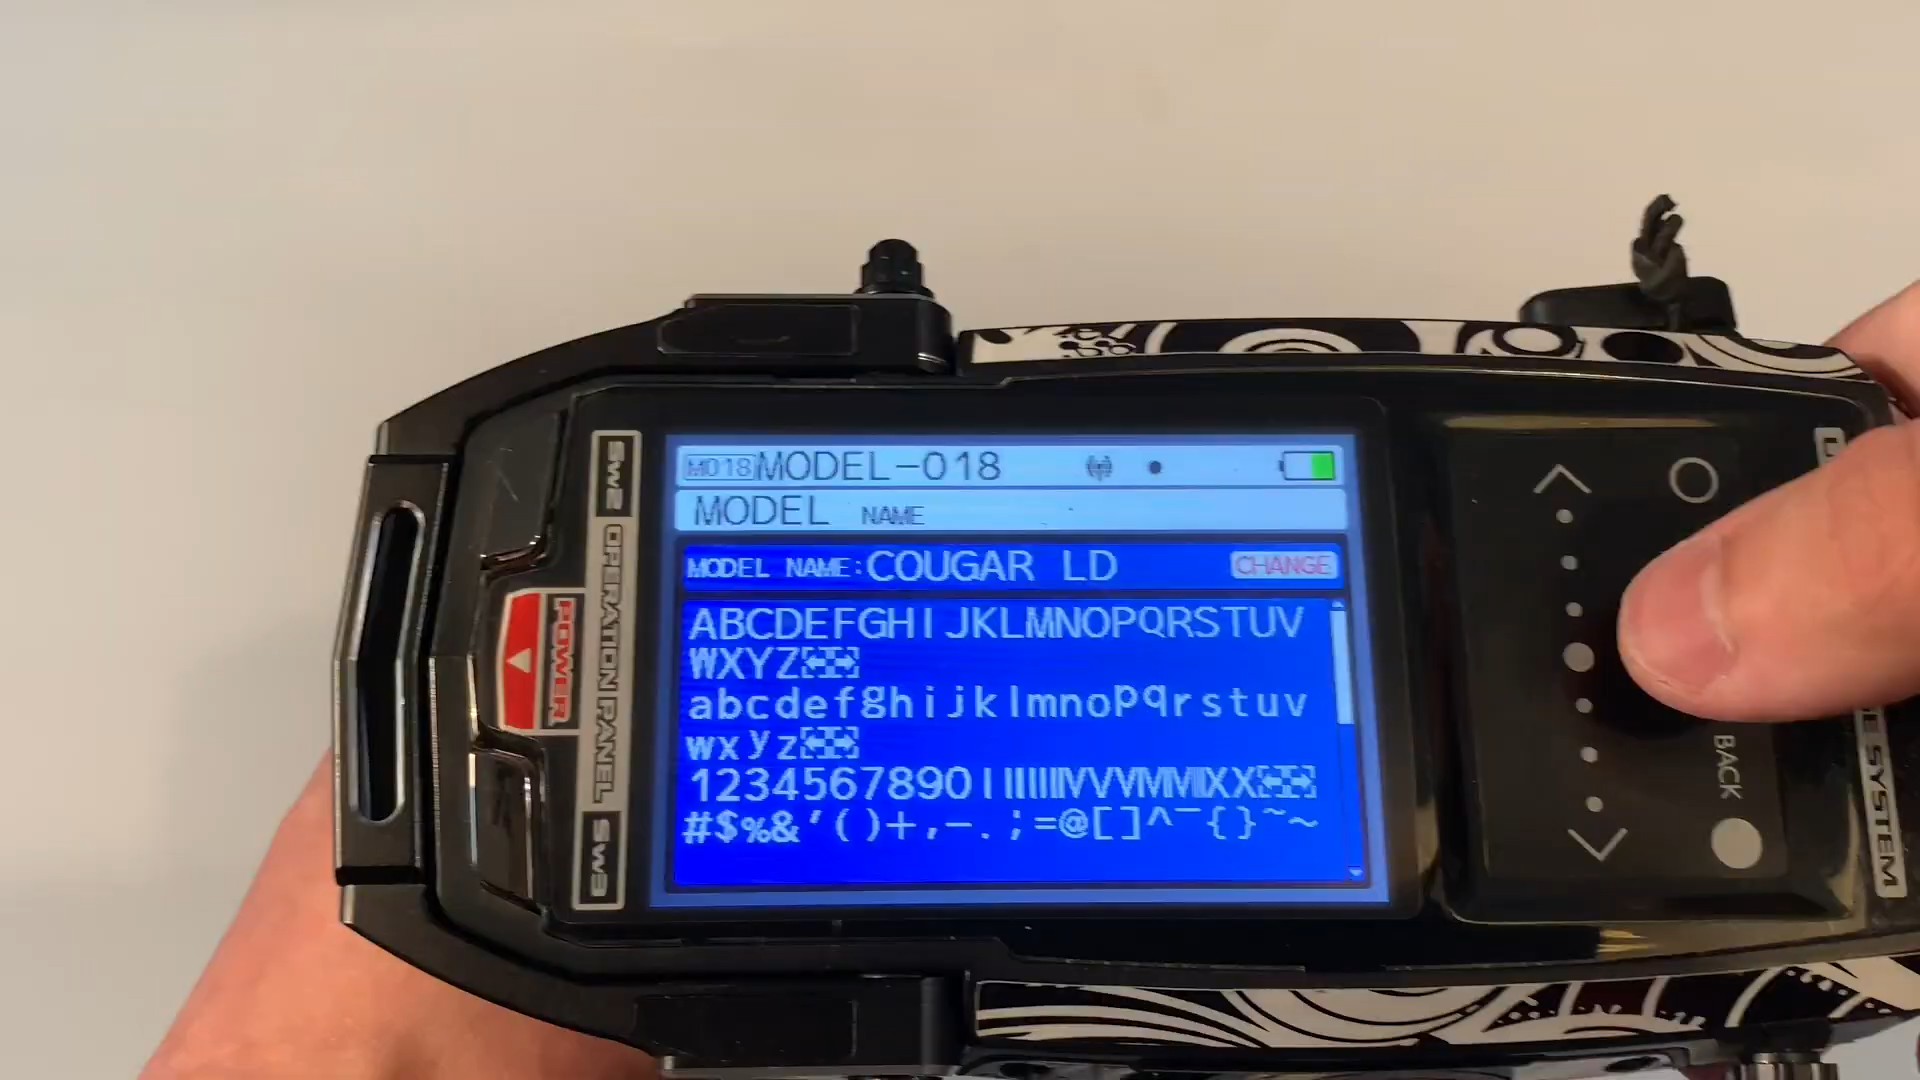 M018 MODEL-018
MODEL NAME
MODEL NAME: COUGAR LD CHANGE
ABCDEFGHIJKLMNOPQRSTUV
WXYZ
abcdefghijklmnopqrstuv
wxyz
1234567890
#$%&'()+,-.;=@[]^¯{}~~
SW2
OPERATION PANEL
SW3
POWER
BACK
SYSTEM